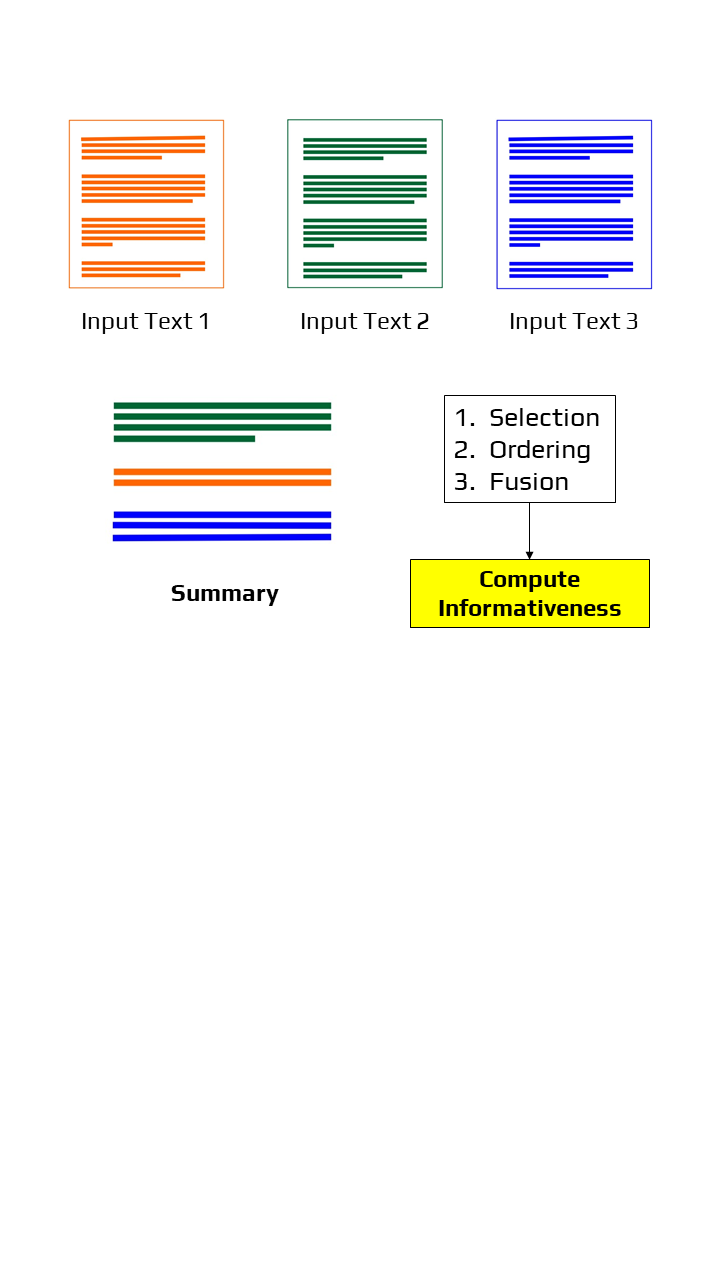 Input Text 1
Input Text 2
Input Text 3
1. Selection
2. Ordering
3. Fusion
Summary
Compute
Informativeness